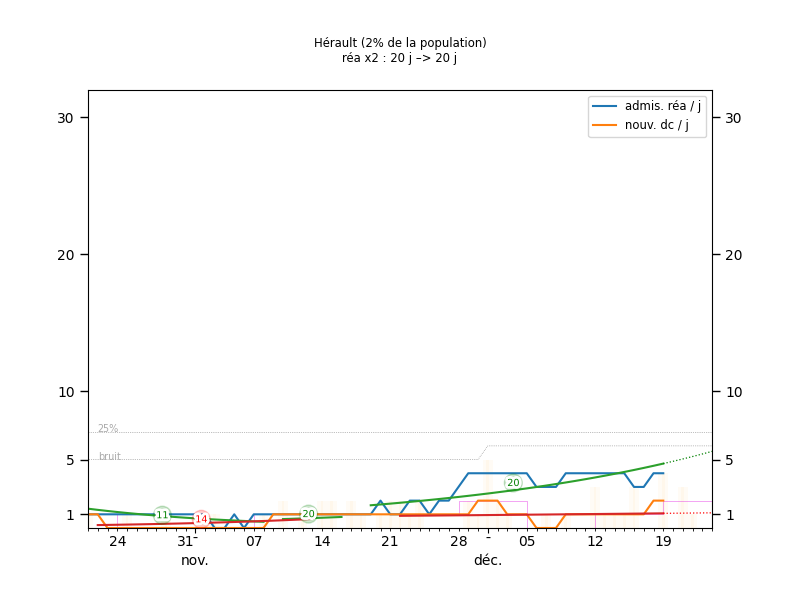 Hérault (2% de la population)
réa x2 : 20 j –> 20 j
admis. réa / j
nouv. dc / j
30 30
20 20
10 10
25%
bruit
5 5
20
11 14 20
1 1
24 31 07 14 21 28 - 05 12 19
nov. déc.